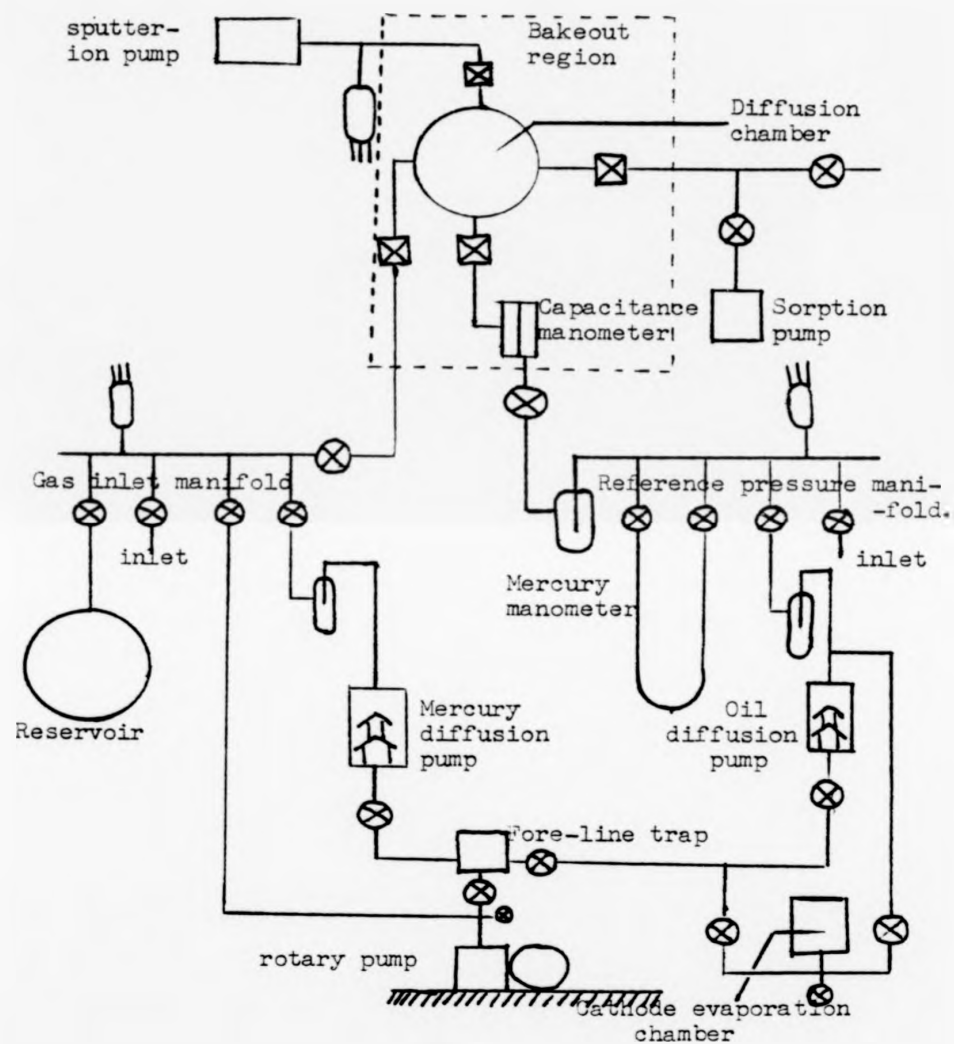 sputter-
ion pump
Bakeout
region
Diffusion
chamber
Capacitance
manometer
Sorption
pump
Gas inlet manifold
Reference pressure mani-
-fold.
inlet
inlet
Mercury
manometer
Reservoir
Mercury
diffusion
pump
Oil
diffusion
pump
Fore-line trap
rotary pump
Cathode evaporation
chamber